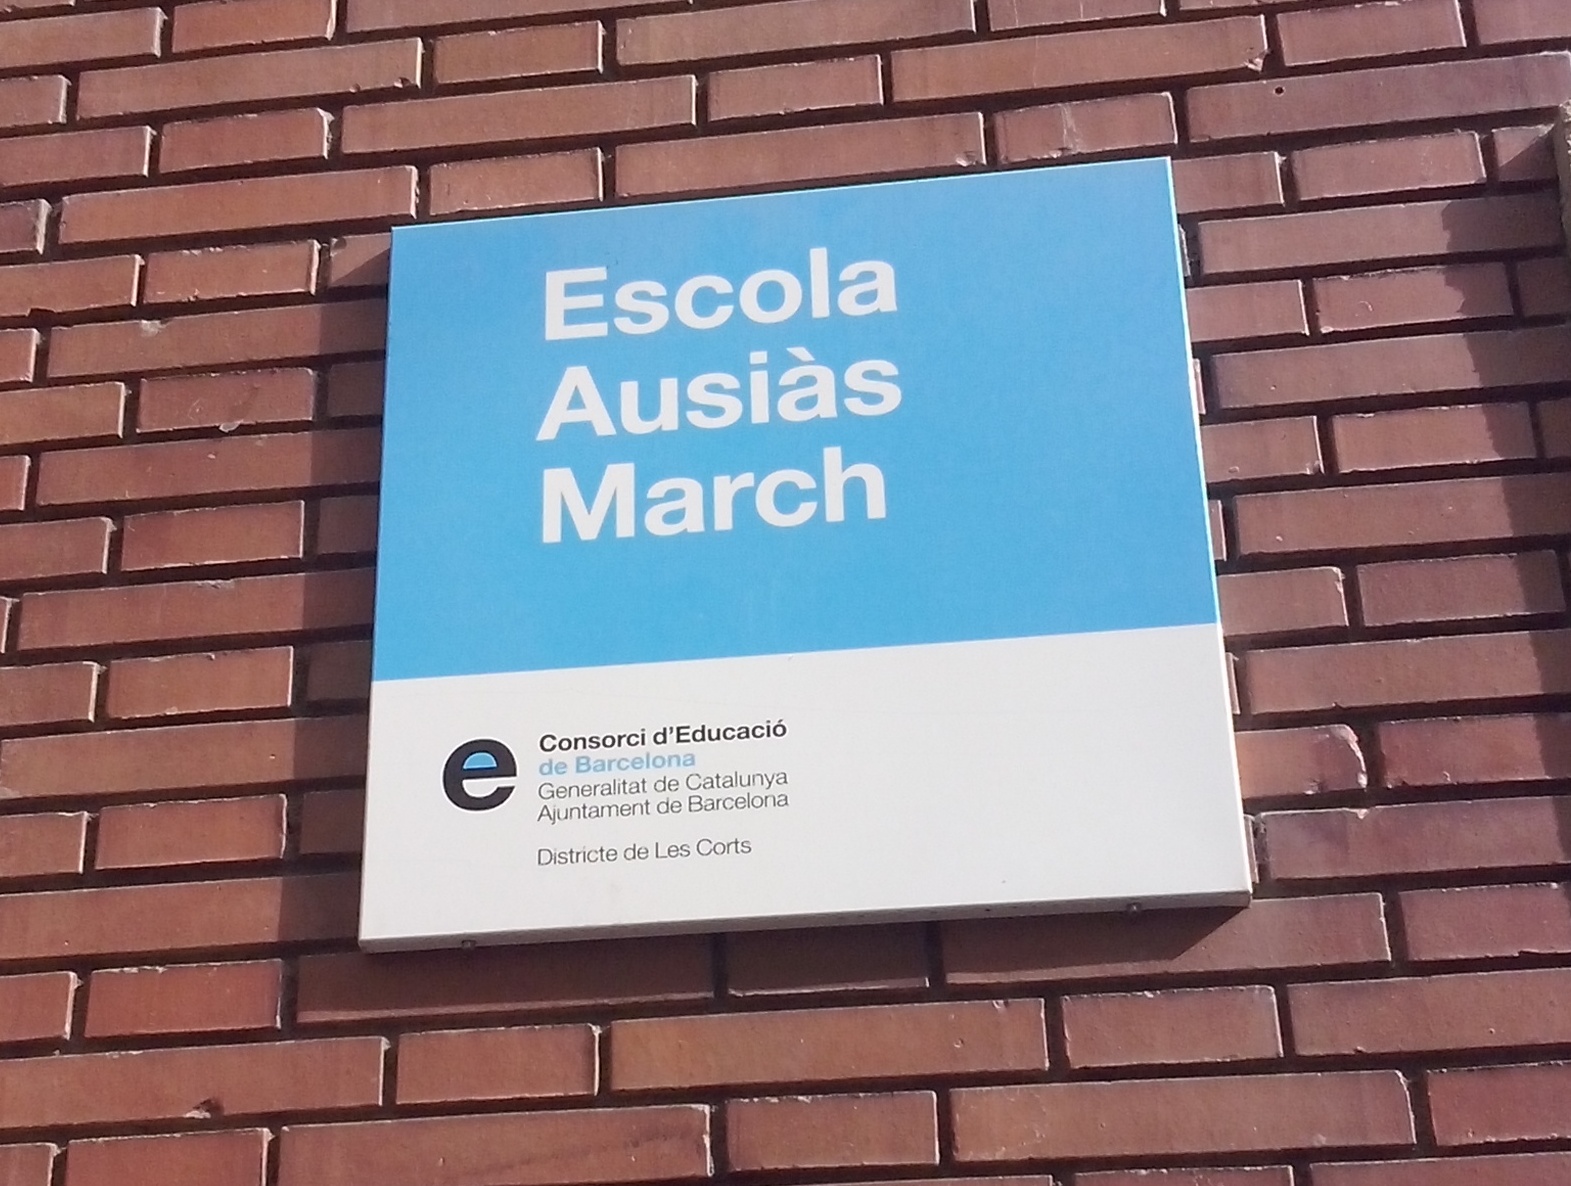 Escola
Ausiàs
March
e
Consorci d'Educació
de Barcelona
Generalitat de Catalunya
Ajuntament de Barcelona
Districte de Les Corts